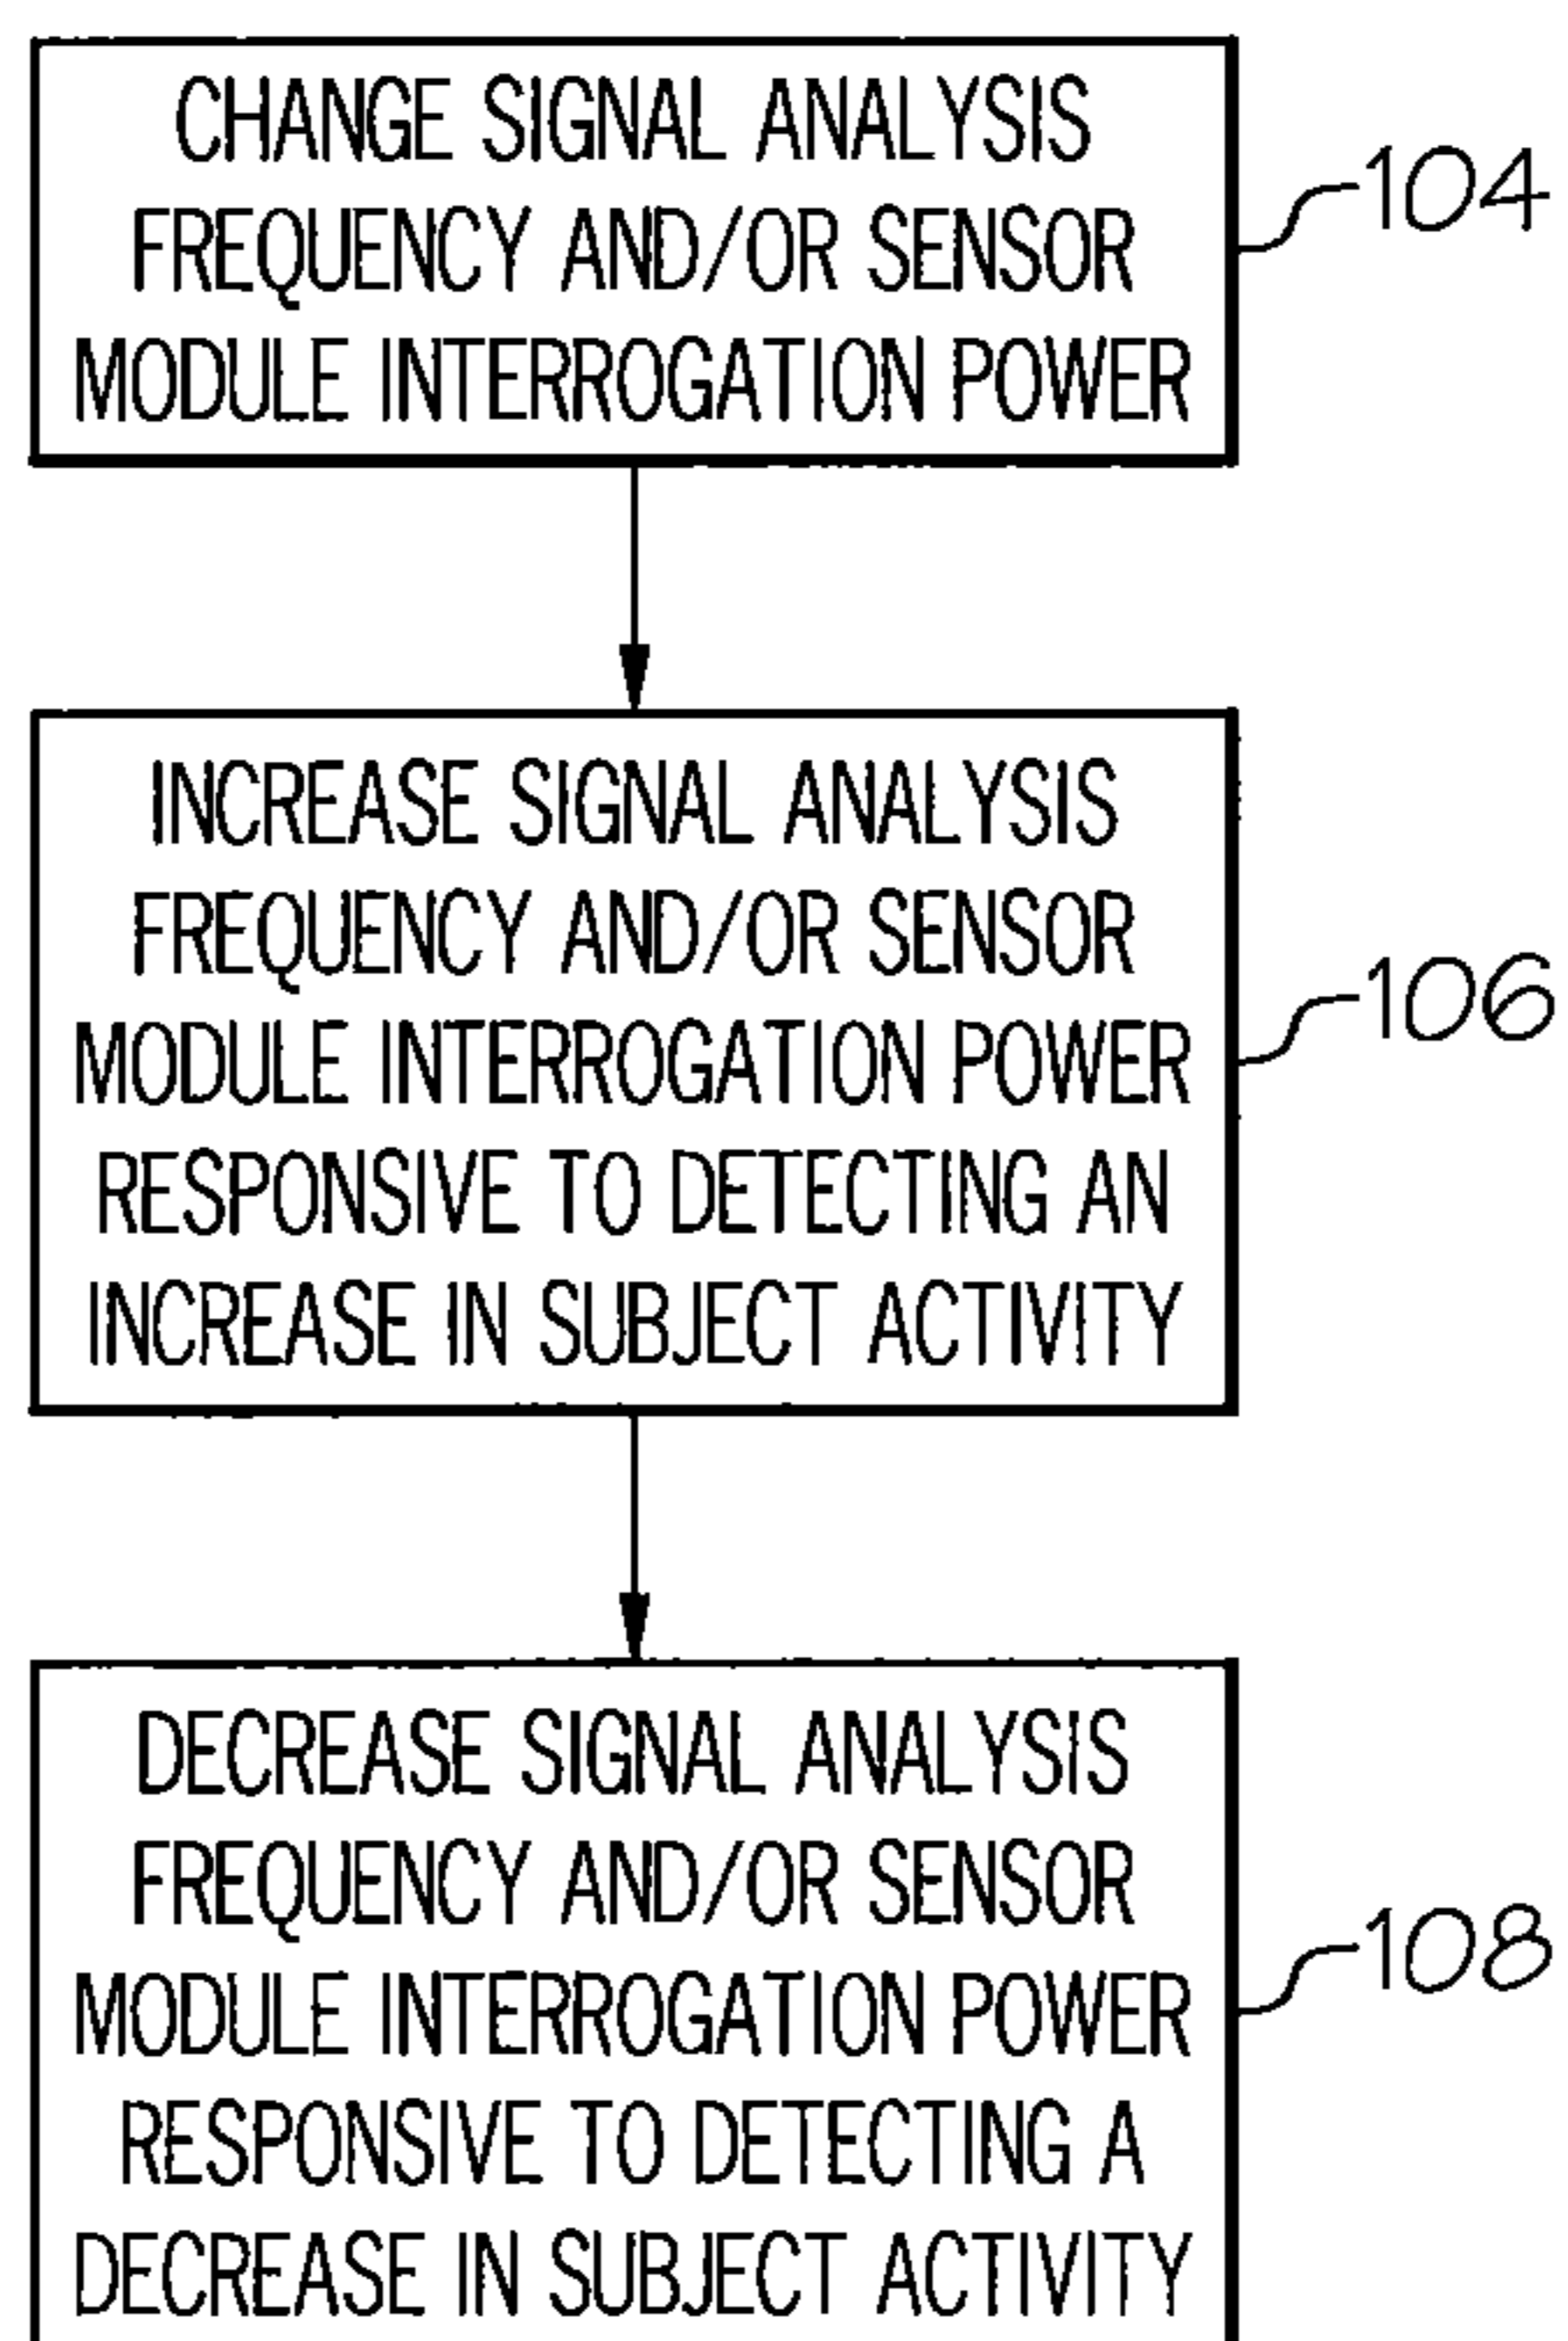 CHANGE SIGNAL ANALYSIS
FREQUENCY AND/OR SENSOR
MODULE INTERROGATION POWER
104
INCREASE SIGNAL ANALYSIS
FREQUENCY AND/OR SENSOR
MODULE INTERROGATION POWER
RESPONSIVE TO DETECTING AN
INCREASE IN SUBJECT ACTIVITY
106
DECREASE SIGNAL ANALYSIS
FREQUENCY AND/OR SENSOR
MODULE INTERROGATION POWER
RESPONSIVE TO DETECTING A
DECREASE IN SUBJECT ACTIVITY
108